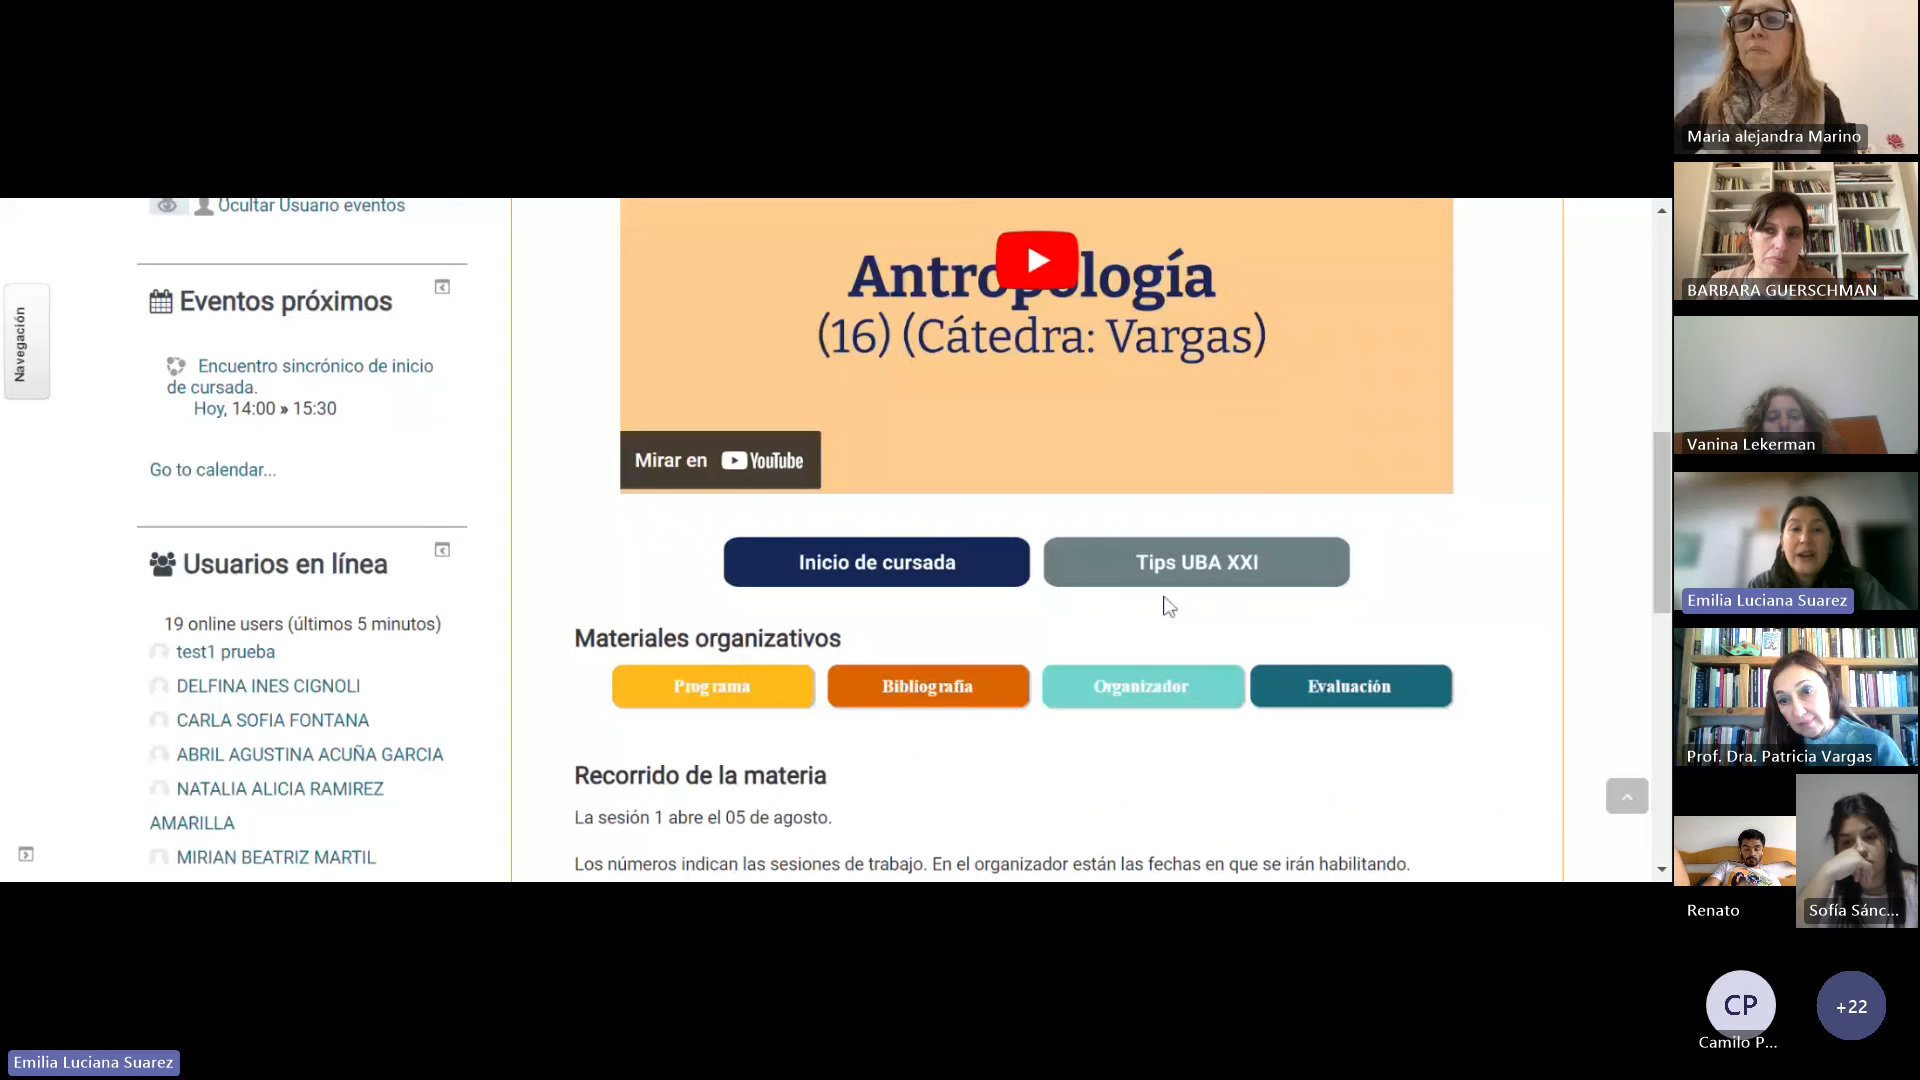 Ocultar Usuario eventos
Navegación
Eventos próximos
Encuentro sincrónico de inicio
de cursada.
Hoy, 14:00 » 15:30
Go to calendar...
Usuarios en línea
19 online users (últimos 5 minutos)
test1 prueba
DELFINA INES CIGNOLI
CARLA SOFIA FONTANA
ABRIL AGUSTINA ACUÑA GARCIA
NATALIA ALICIA RAMIREZ
AMARILLA
MIRIAN BEATRIZ MARTIL
Antropología
(16) (Cátedra: Vargas)
Mirar en YouTube
Inicio de cursada
Tips UBA XXI
Materiales organizativos
Programa
Bibliografía
Organizador
Evaluación
Recorrido de la materia
La sesión 1 abre el 05 de agosto.
Los números indican las sesiones de trabajo. En el organizador están las fechas en que se irán habilitando.
Maria alejandra Marino
BARBARA GUERSCHMAN
Vanina Lekerman
Emilia Luciana Suarez
Prof. Dra. Patricia Vargas
Renato
Sofía Sánc...
CP
Camilo P...
+22
Emilia Luciana Suarez